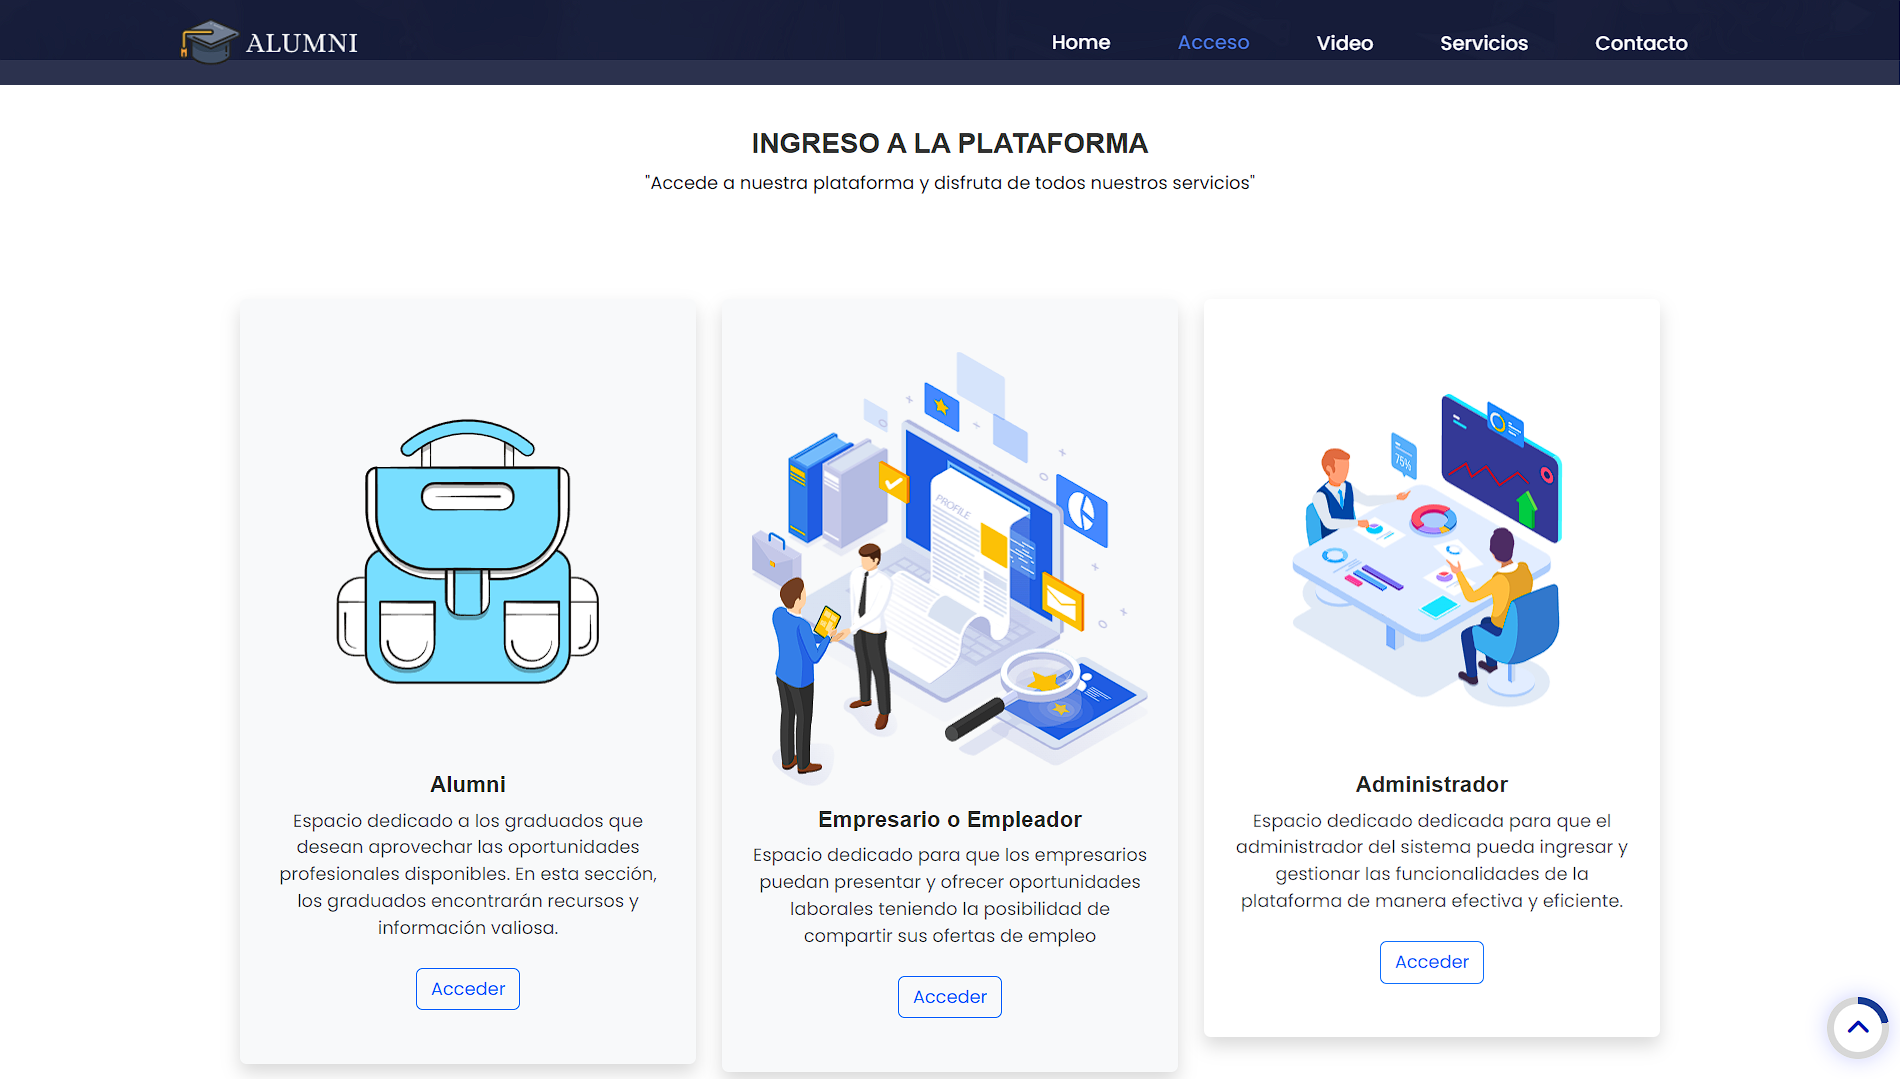 ALUMNI
Home
Acceso
Video
Servicios
Contacto
INGRESO A LA PLATAFORMA
"Accede a nuestra plataforma y disfruta de todos nuestros servicios"
Alumni
Espacio dedicado a los graduados que
desean aprovechar las oportunidades
profesionales disponibles. En esta sección,
los graduados encontrarán recursos y
información valiosa.
Acceder
PROFILE
Empresario o Empleador
Espacio dedicado para que los empresarios
puedan presentar y ofrecer oportunidades
laborales teniendo la posibilidad de
compartir sus ofertas de empleo
Acceder
75%
Administrador
Espacio dedicado dedicada para que el
administrador del sistema pueda ingresar y
gestionar las funcionalidades de la
plataforma de manera efectiva y eficiente.
Acceder